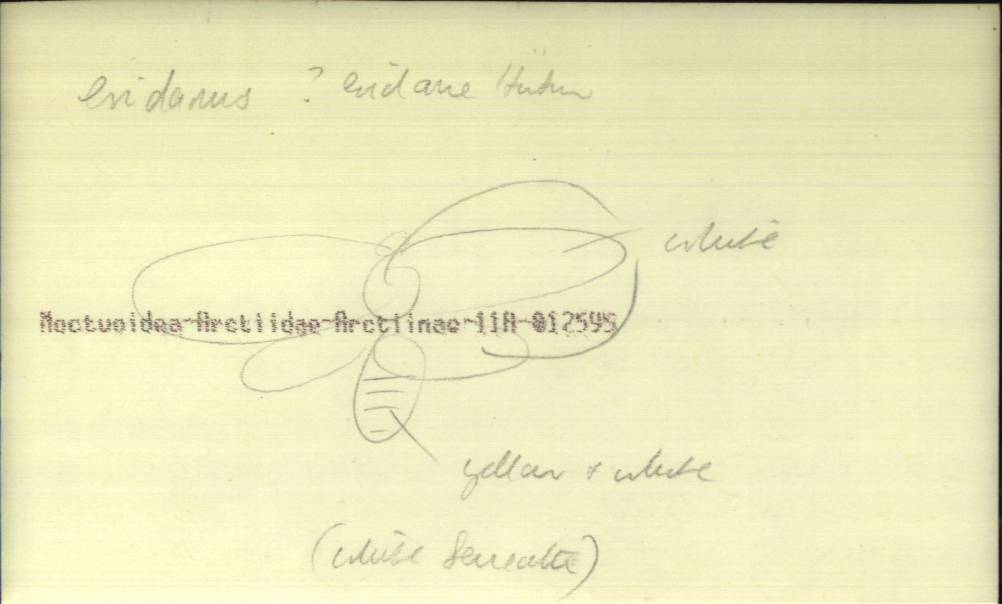 eridanus ? eridane Hübn
white
Noctuoidea-Arctiidae-Arctiinae-11A-012595
yellow & white
(white beneath)